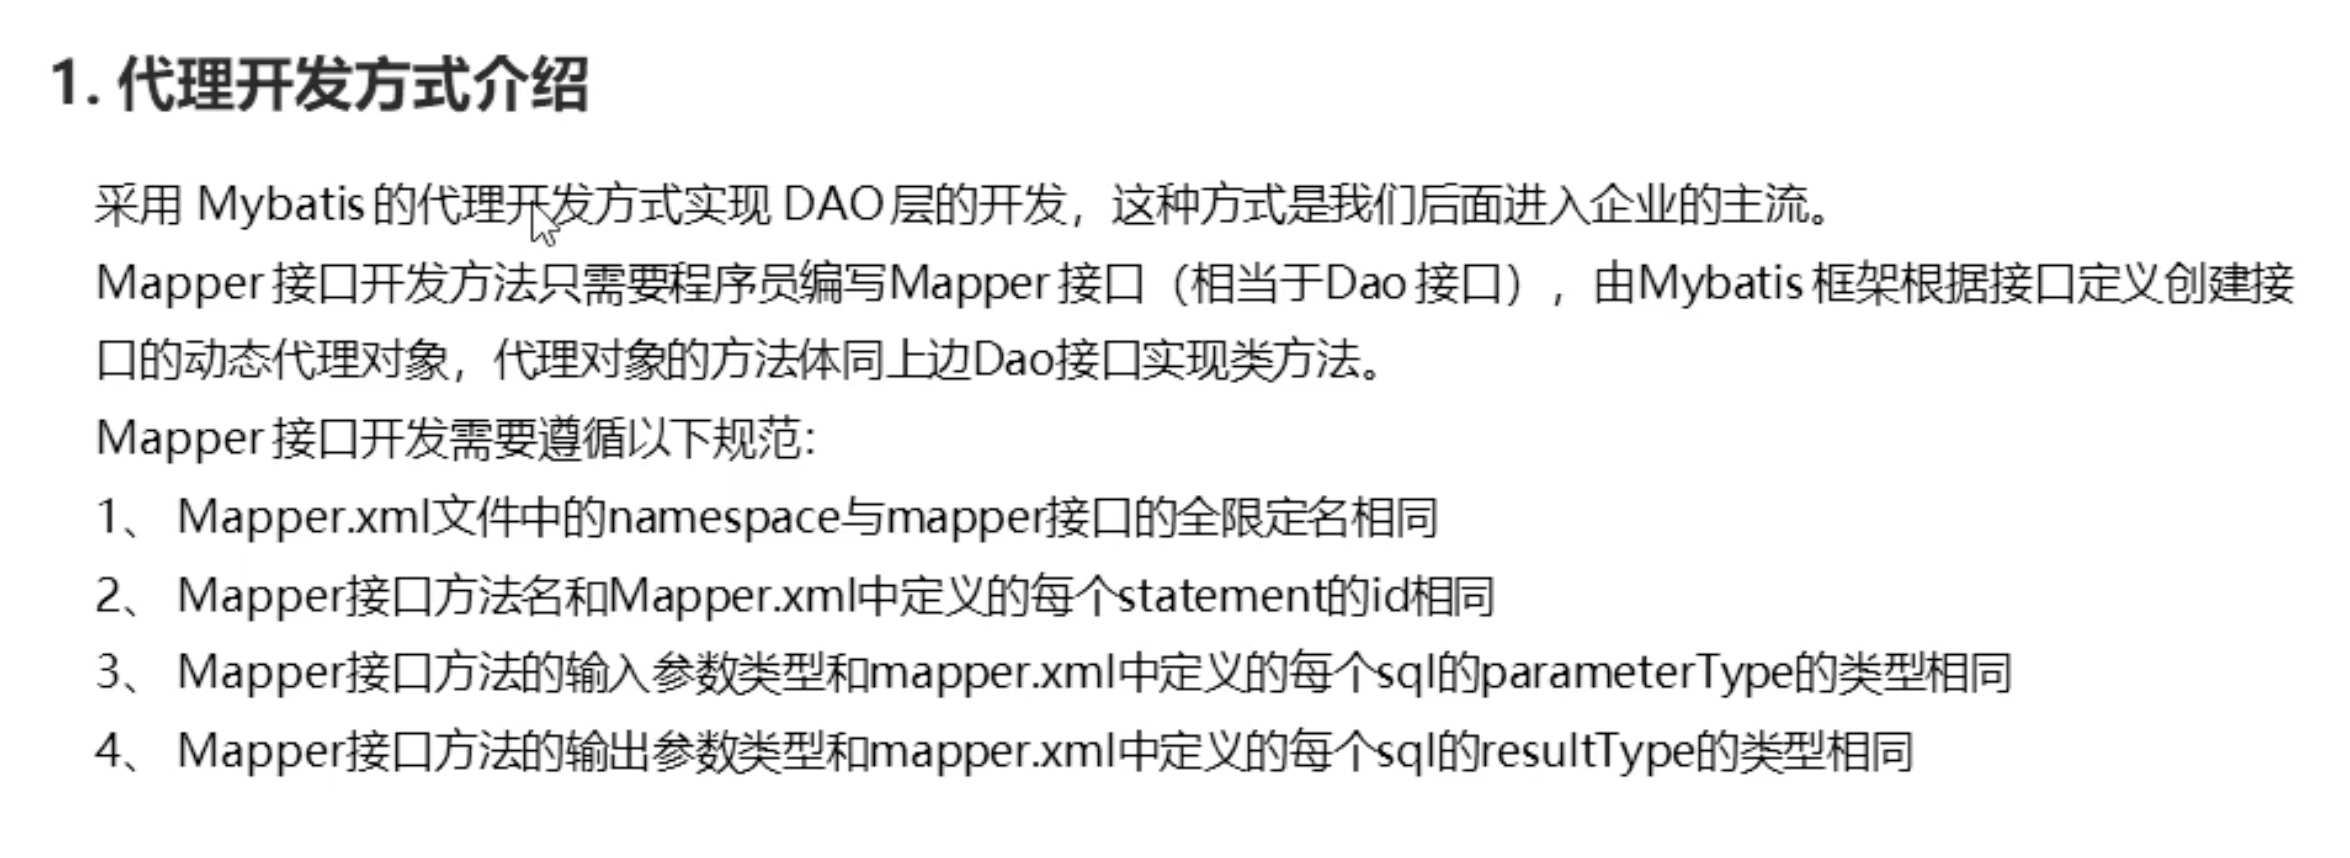 1. 代理开发方式介绍
采用 Mybatis 的代理开发方式实现 DAO 层的开发，这种方式是我们后面进入企业的主流。
Mapper 接口开发方法只需要程序员编写Mapper 接口（相当于Dao 接口），由Mybatis 框架根据接口定义创建接
口的动态代理对象，代理对象的方法体同上边Dao接口实现类方法。
Mapper 接口开发需要遵循以下规范：
1、 Mapper.xml文件中的namespace与mapper接口的全限定名相同
2、 Mapper接口方法名和Mapper.xml中定义的每个statement的id相同
3、 Mapper接口方法的输入参数类型和mapper.xml中定义的每个sql的parameterType的类型相同
4、 Mapper接口方法的输出参数类型和mapper.xml中定义的每个sql的resultType的类型相同